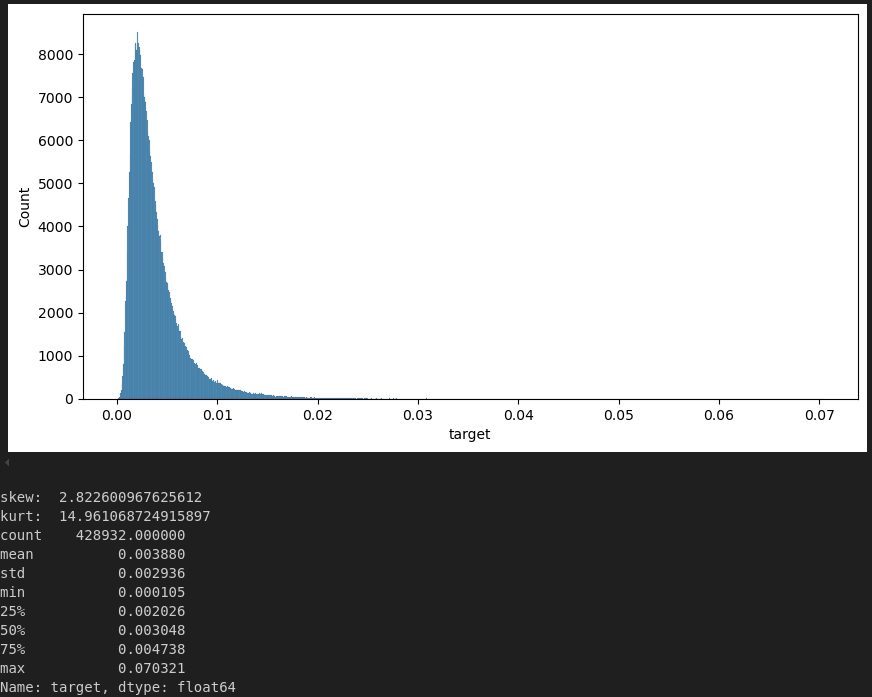 8000
7000
6000
5000
4000
3000
2000
1000
0
Count
0.00 0.01 0.02 0.03 0.04 0.05 0.06 0.07
target
skew:  2.822600967625612
kurt:  14.961068724915897
count    428932.000000
mean          0.003880
std           0.002936
min           0.000105
25%           0.002026
50%           0.003048
75%           0.004738
max           0.070321
Name: target, dtype: float64